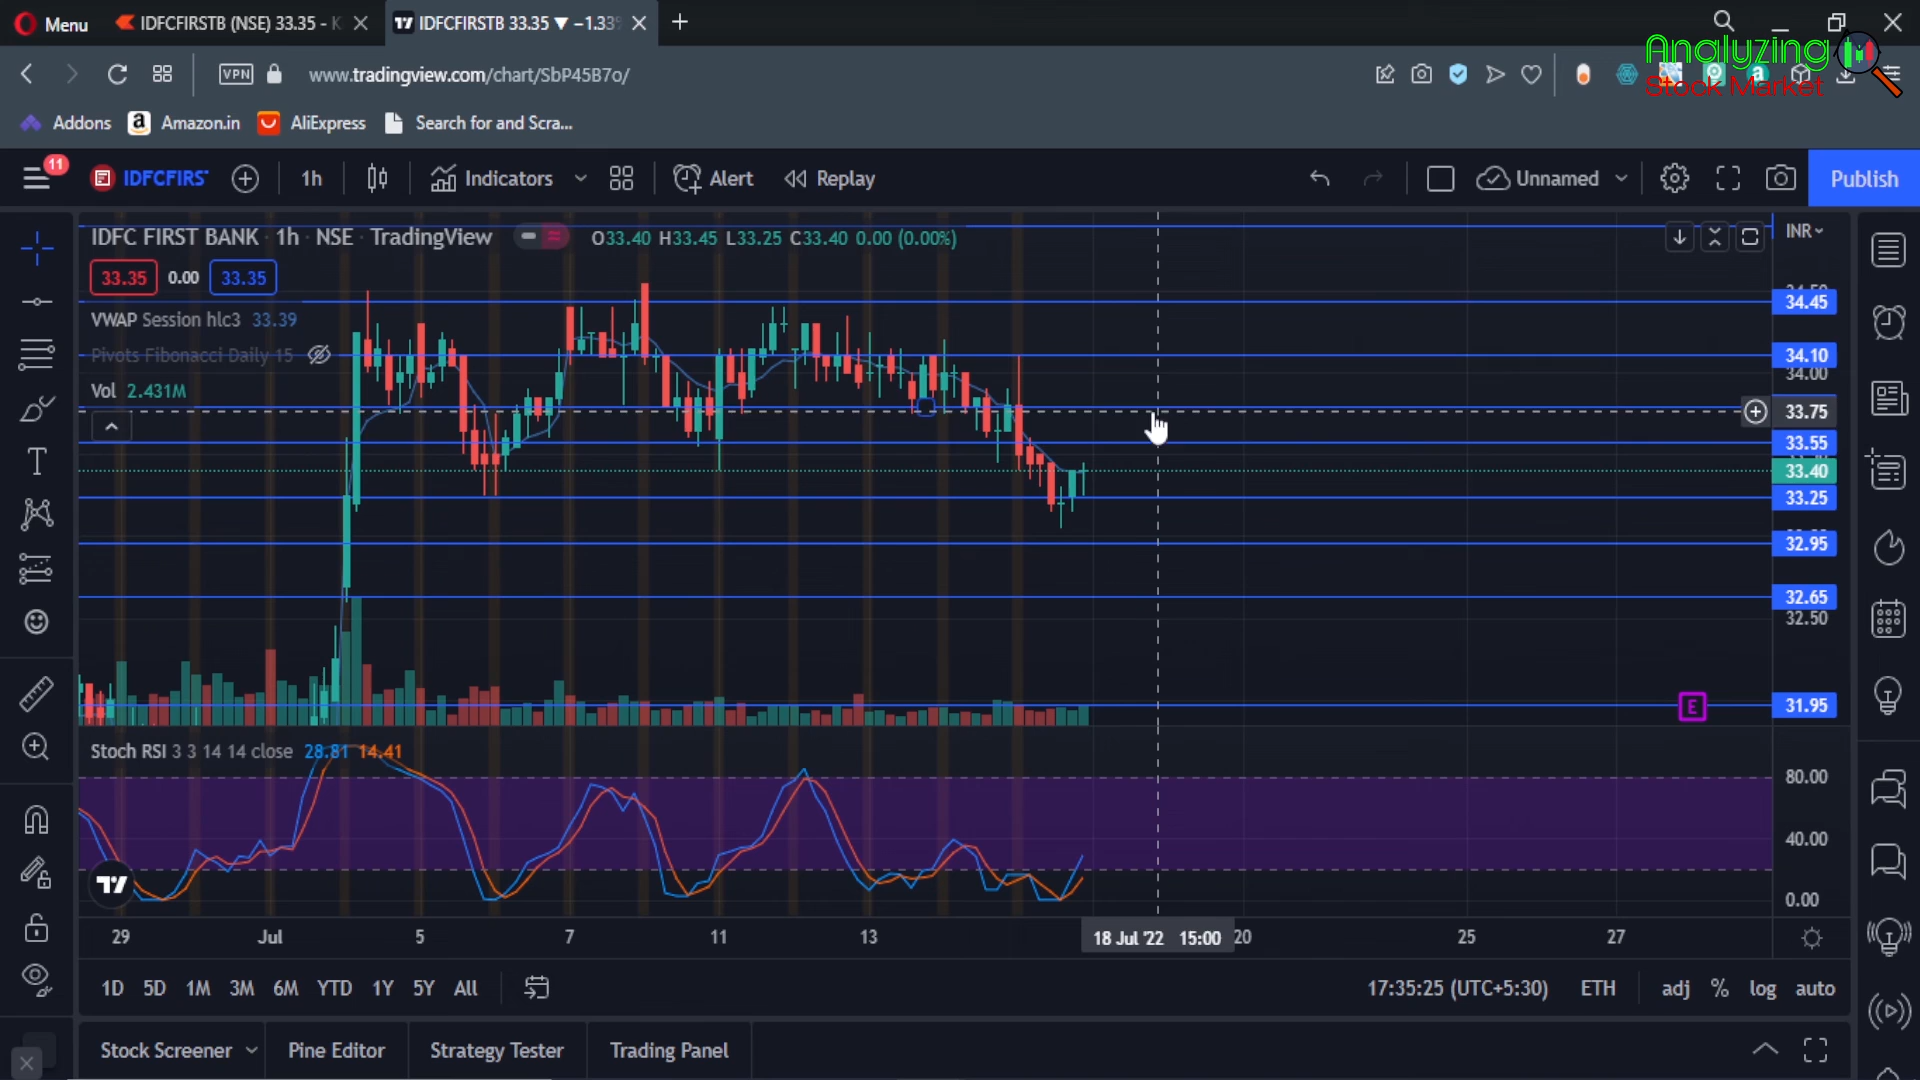 Menu
IDFCFIRSTB (NSE) 33.35 - K
IDFCFIRSTB 33.35 ▼ −1.33%
www.tradingview.com/chart/SbP45B7o/
VPN
Analyzing
Stock Market
Addons
Amazon.in
AliExpress
Search for and Scra...
11
IDFCFIRST
1h
Indicators
Alert
Replay
Unnamed
Publish
IDFC FIRST BANK · 1h · NSE · TradingView
O33.40 H33.45 L33.25 C33.40 0.00 (0.00%)
INR
33.35
0.00
33.35
34.45
VWAP Session hlc3 33.39
Pivots Fibonacci Daily 15
34.10
34.00
Vol 2.431M
33.75
33.55
33.40
33.25
32.95
32.65
32.50
E
31.95
Stoch RSI 3 3 14 14 close 28.81 14.41
80.00
40.00
0.00
29
Jul
5
7
11
13
18 Jul '22 15:00
20
25
27
1D
5D
1M
3M
6M
YTD
1Y
5Y
All
17:35:25 (UTC+5:30)
ETH
adj
%
log
auto
Stock Screener
Pine Editor
Strategy Tester
Trading Panel